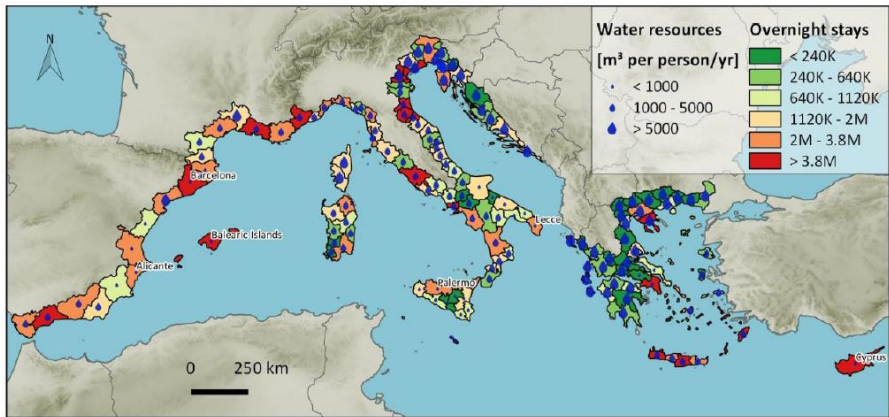 N
Water resources
[m³ per person/yr]
< 1000
1000 - 5000
> 5000
Overnight stays
< 240K
240K - 640K
640K - 1120K
1120K - 2M
2M - 3.8M
> 3.8M
Barcelona
Balearic Islands
Alicante
Lecce
Palermo
Cyprus
0 250 km